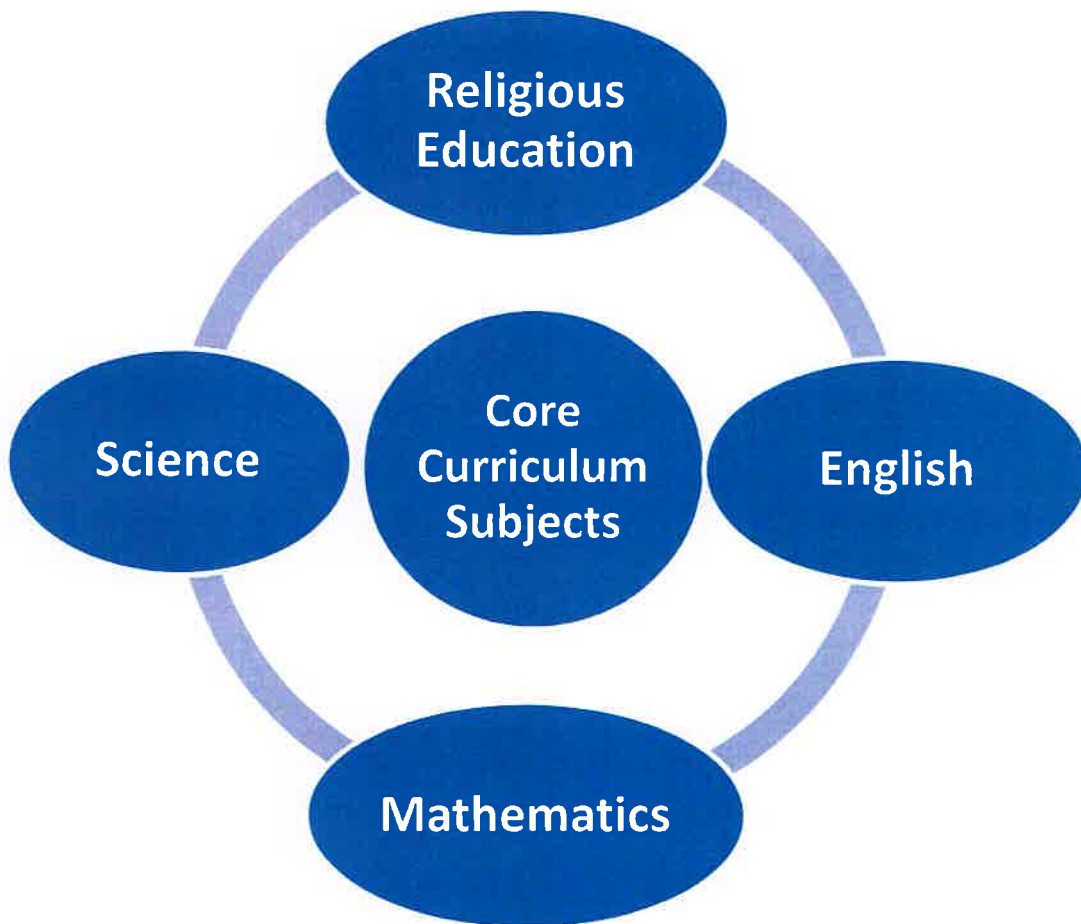 Religious
Education
Science
Core
Curriculum
Subjects
English
Mathematics